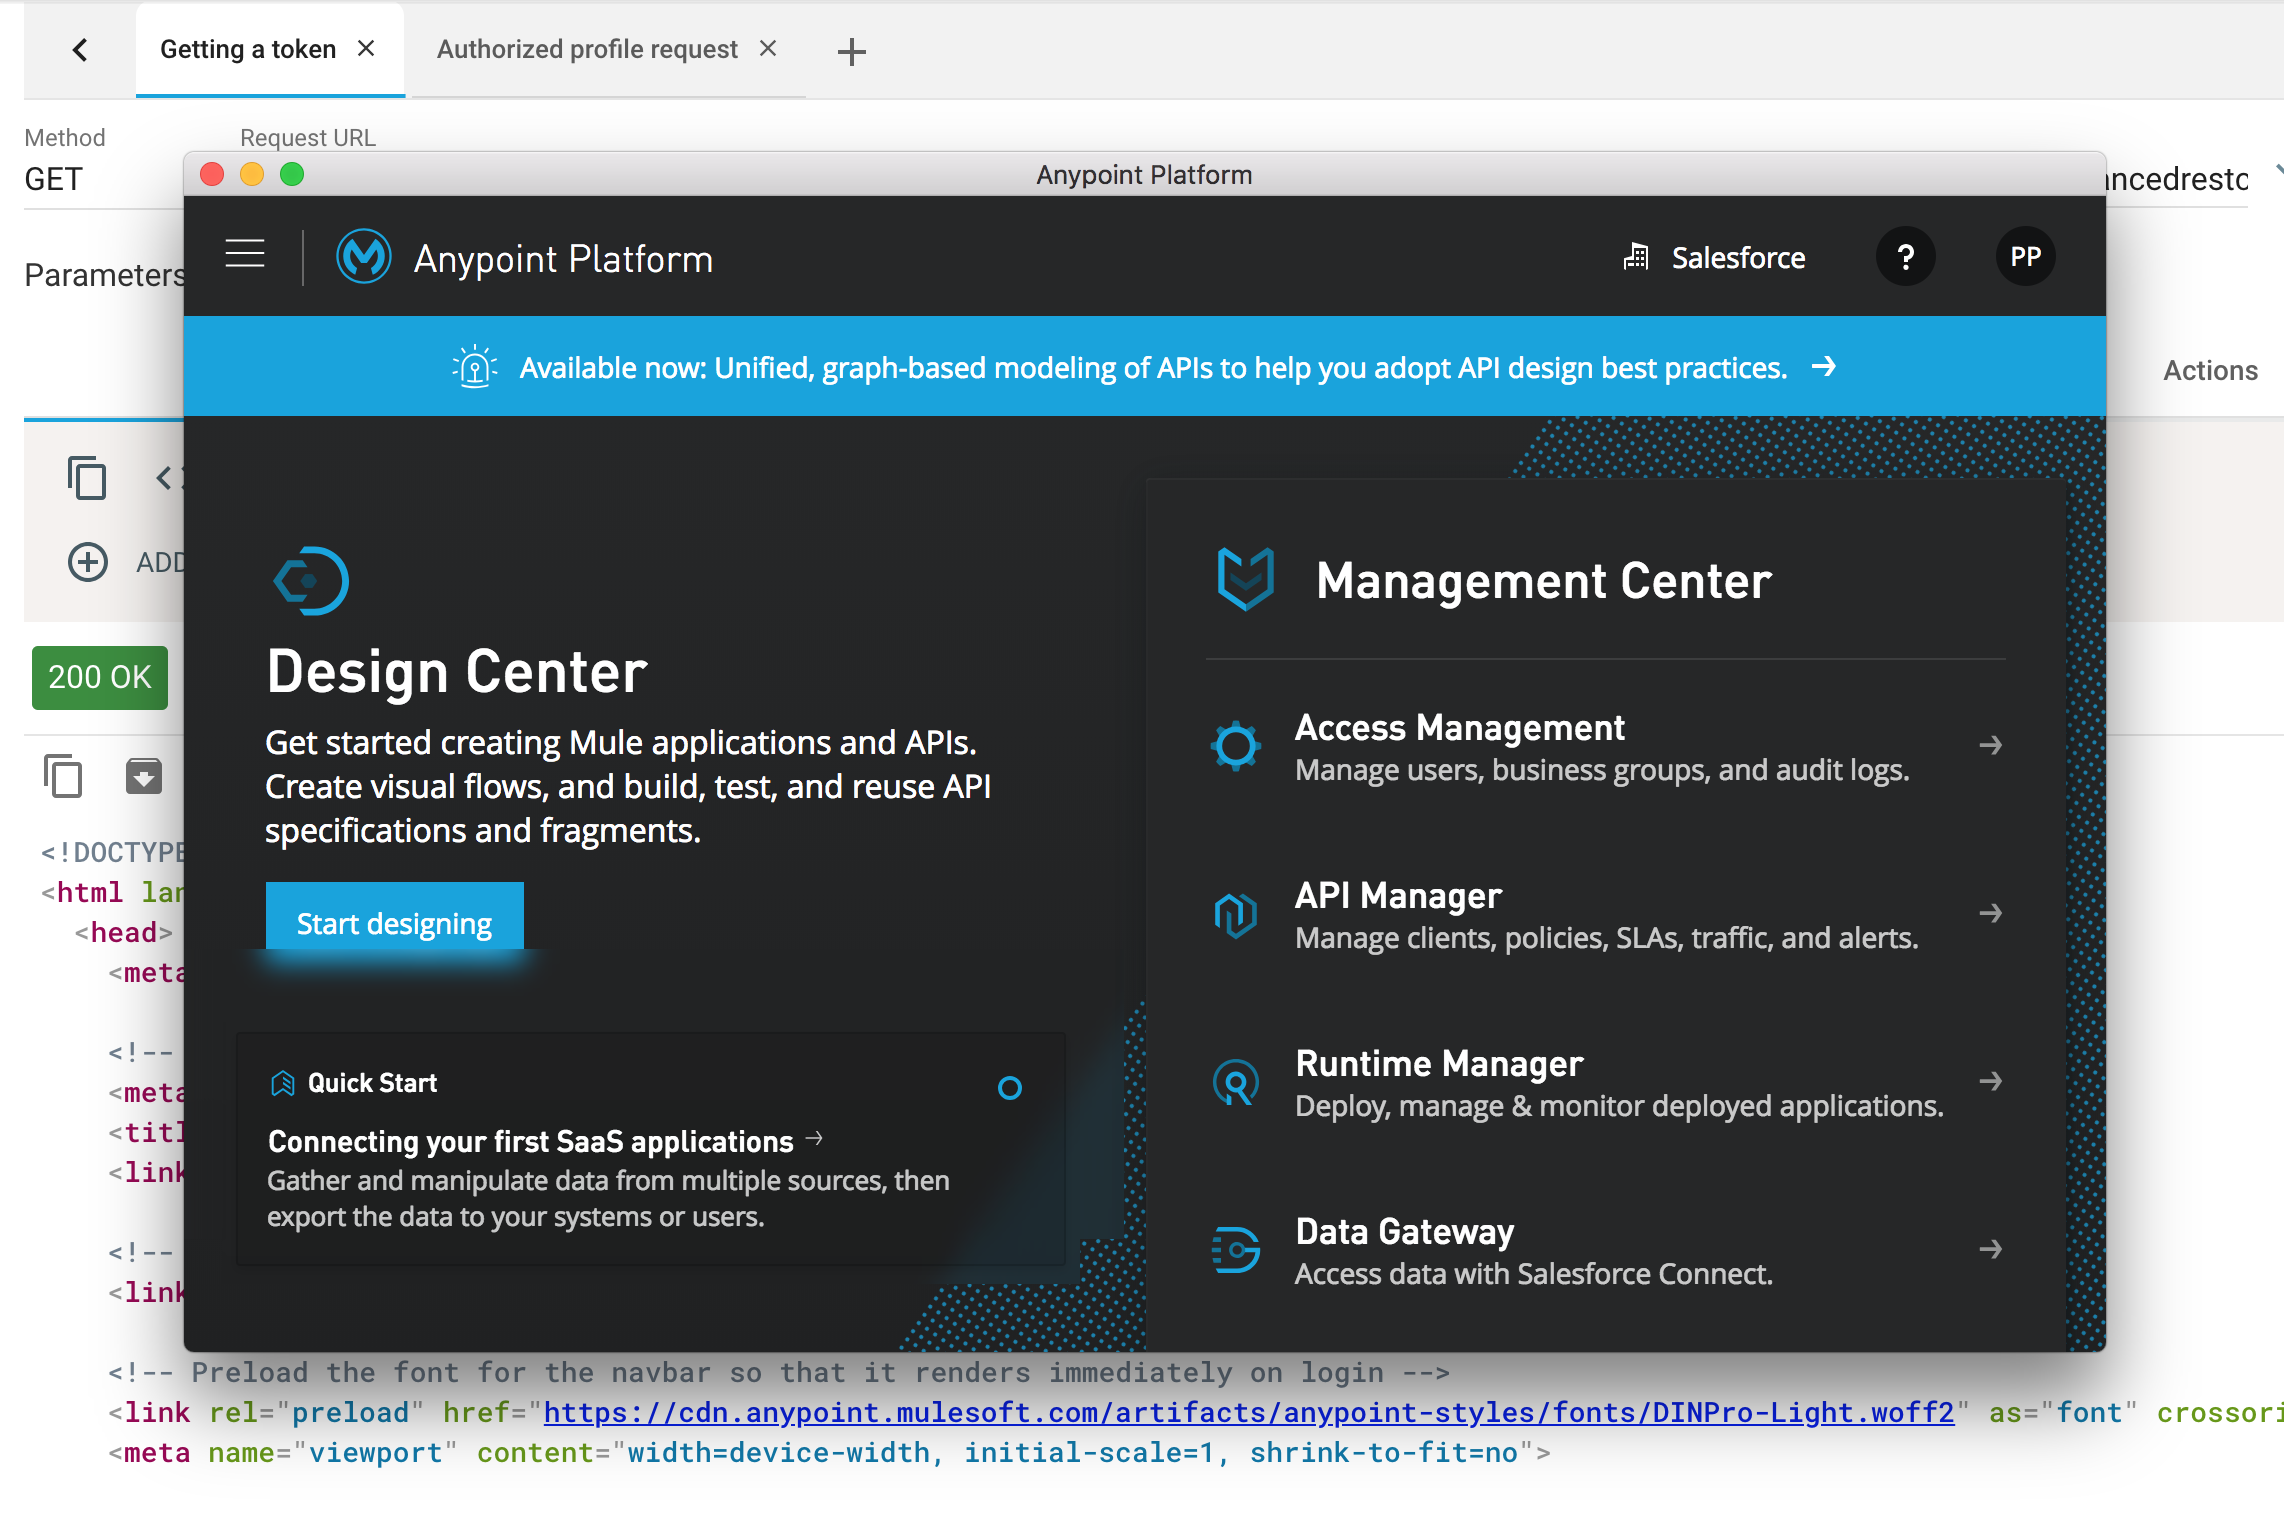 Getting a token
Authorized profile request
Method
Request URL
GET
Anypoint Platform
Parameters
Anypoint Platform
Salesforce
?
PP
Available now: Unified, graph-based modeling of APIs to help you adopt API design best practices.
Actions
ADD
200 OK
Design Center
Get started creating Mule applications and APIs.
Create visual flows, and build, test, and reuse API
specifications and fragments.
Start designing
Quick Start
Connecting your first SaaS applications
Gather and manipulate data from multiple sources, then
export the data to your systems or users.
Management Center
Access Management
Manage users, business groups, and audit logs.
API Manager
Manage clients, policies, SLAs, traffic, and alerts.
Runtime Manager
Deploy, manage & monitor deployed applications.
Data Gateway
Access data with Salesforce Connect.
<!DOCTYPE
<html
<head>
<meta
<!--
<meta
<link
<!--
<link
<!-- Preload the font for the navbar so that it renders immediately on login -->
<link rel="preload" href="https://cdn.anypoint.mulesoft.com/artifacts/anypoint-styles/fonts/DINPro-Light.woff2" as="font"
<meta name="viewport" content="width=device-width, initial-scale=1, shrink-to-fit=no">